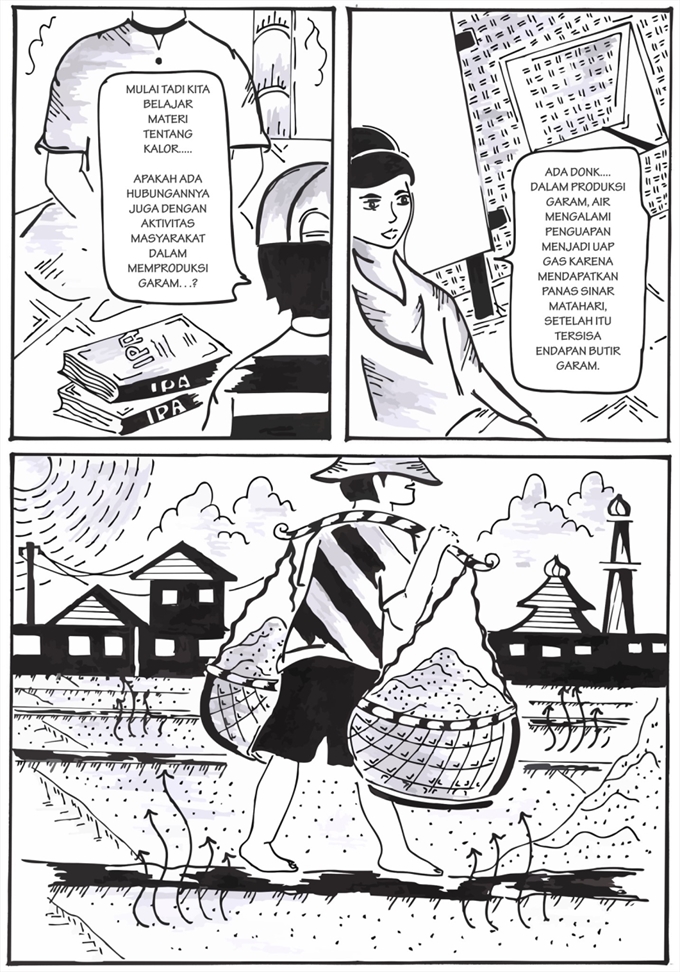 MULAI TADI KITA
BELAJAR
MATERI
TENTANG
KALOR.....
APAKAH ADA
HUBUNGANNYA
JUGA DENGAN
AKTIVITAS
MASYARAKAT
DALAM
MEMPRODUKSI
GARAM. . .?
IPA
IPA
IPA
ADA DONK....
DALAM PRODUKSI
GARAM, AIR
MENGALAMI
PENGUAPAN
MENJADI UAP
GAS KARENA
MENDAPATKAN
PANAS SINAR
MATAHARI,
SETELAH ITU
TERSISA
ENDAPAN BUTIR
GARAM.